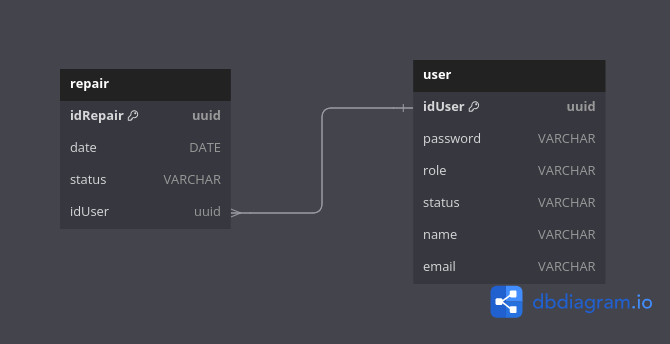 repair
idRepair uuid
date DATE
status VARCHAR
idUser uuid
user
idUser uuid
password VARCHAR
role VARCHAR
status VARCHAR
name VARCHAR
email VARCHAR
dbdiagram.io